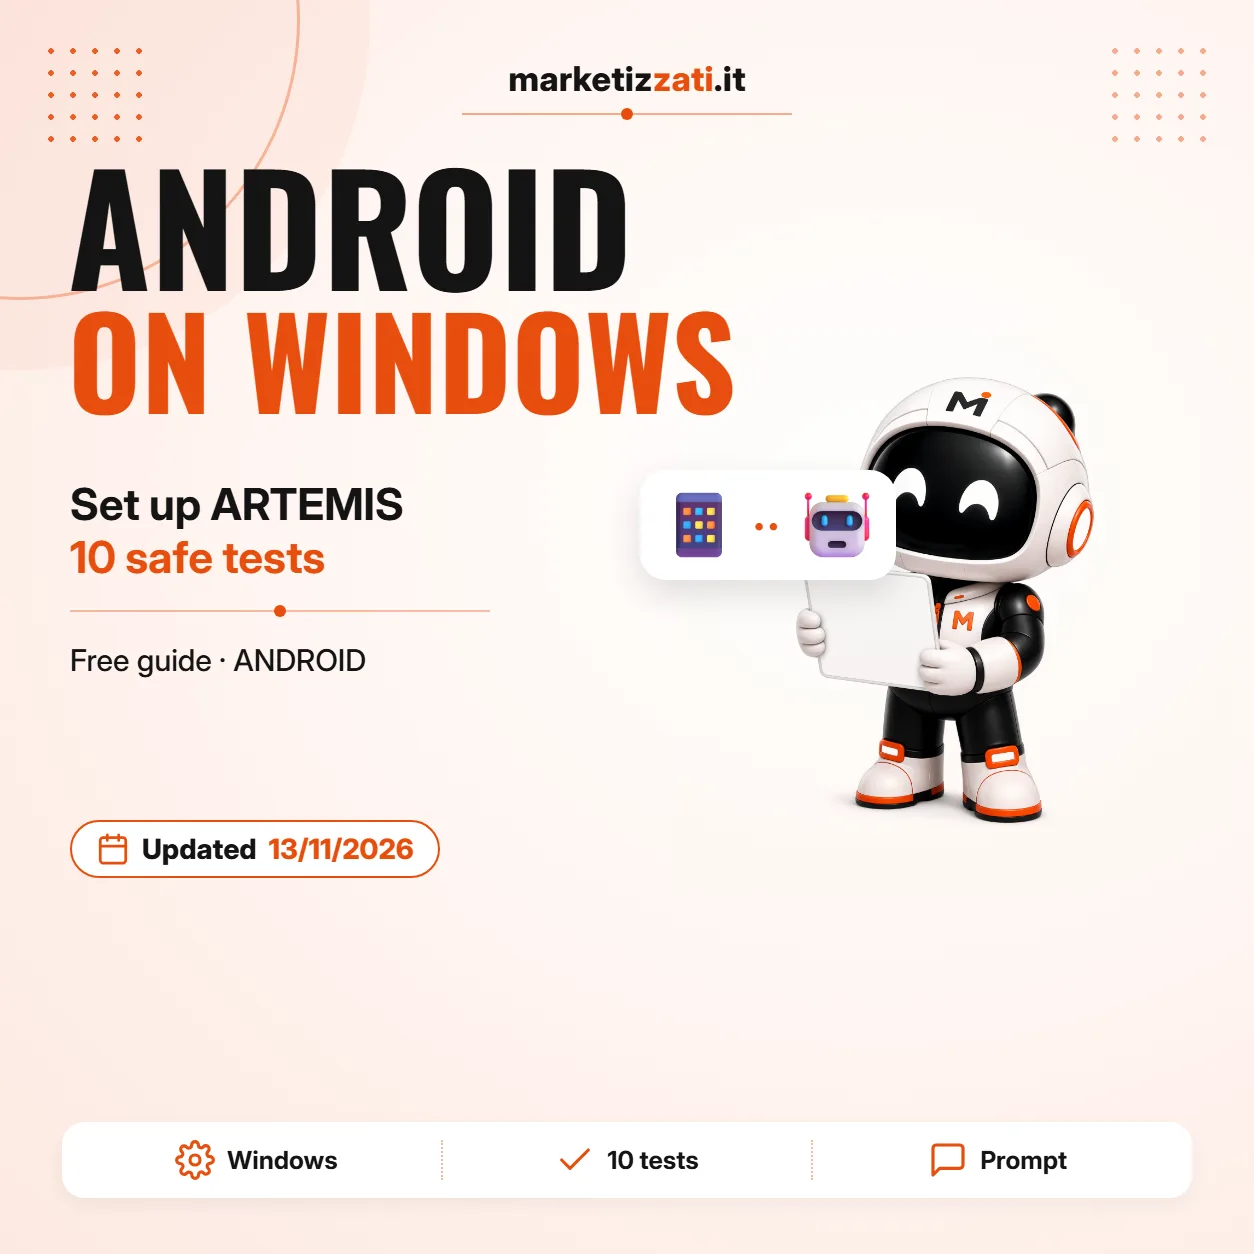 marketizzati.it
ANDROID
ON WINDOWS
Set up ARTEMIS
10 safe tests
Free guide · ANDROID
M
M
Updated 13/11/2026
Windows
10 tests
Prompt